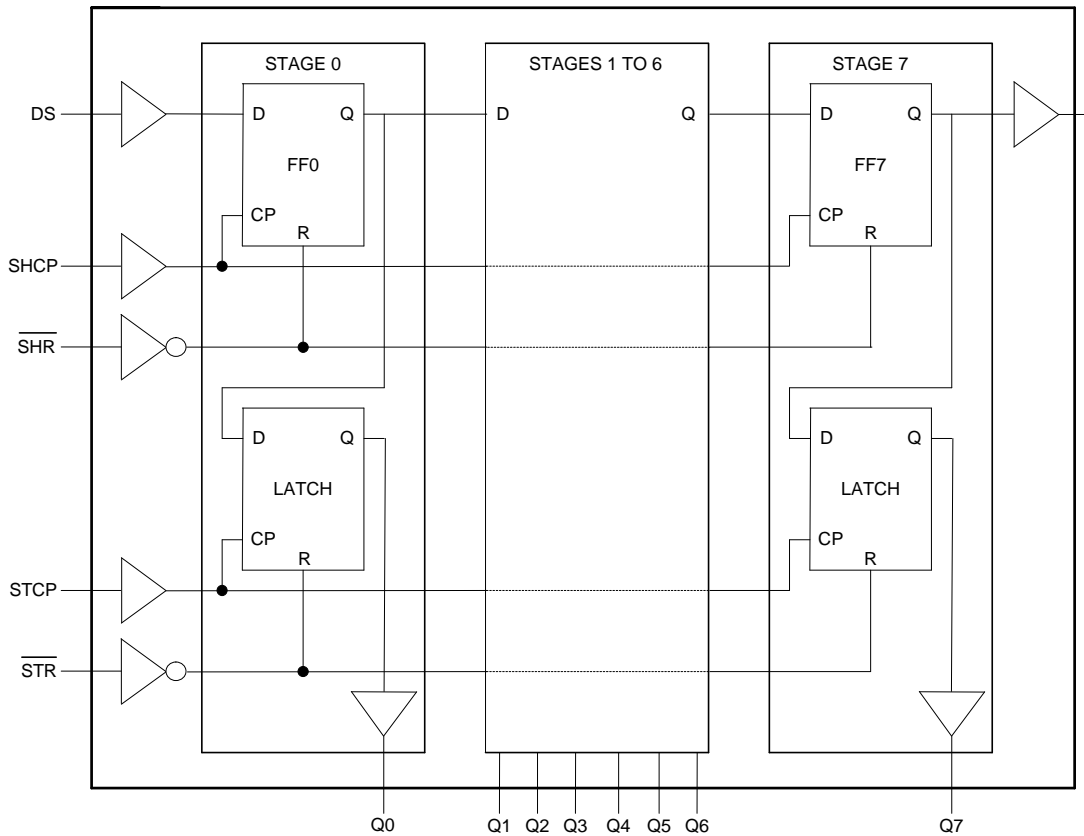 STAGE 0
STAGES 1 TO 6
STAGE 7
DS
D
Q
D
Q
D
Q
FF0
FF7
CP
CP
R
R
SHCP
SHR
D
Q
D
Q
LATCH
LATCH
CP
CP
R
R
STCP
STR
Q0
Q1
Q2
Q3
Q4
Q5
Q6
Q7